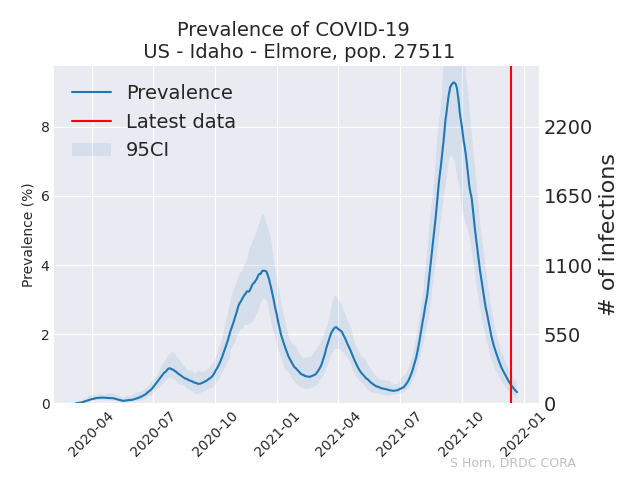 Prevalence of COVID-19
US - Idaho - Elmore, pop. 27511
Prevalence
Latest data
95CI
Prevalence (%)
8
6
4
2
0
2200
1650
1100
550
0
# of infections
2020-04
2020-07
2020-10
2021-01
2021-04
2021-07
2021-10
2022-01
S Horn, DRDC CORA